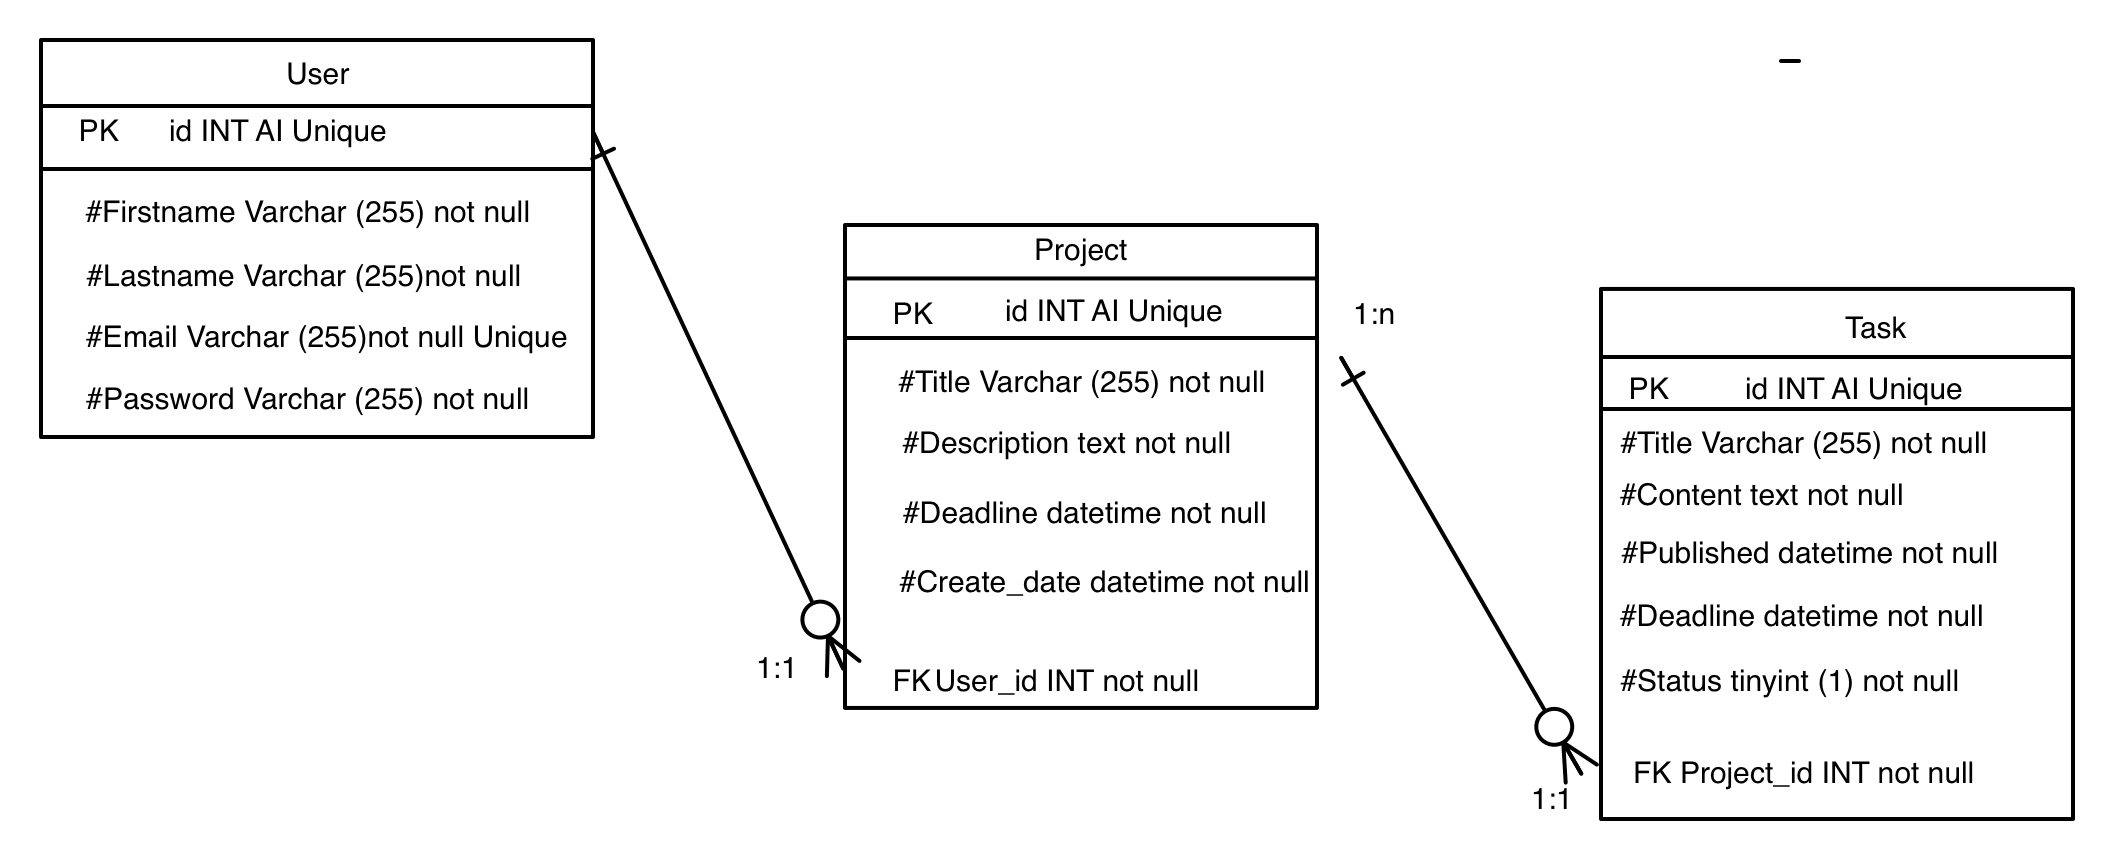 User
PK id INT AI Unique
#Firstname Varchar (255) not null
#Lastname Varchar (255)not null
#Email Varchar (255)not null Unique
#Password Varchar (255) not null
1:1
Project
PK id INT AI Unique
#Title Varchar (255) not null
#Description text not null
#Deadline datetime not null
#Create_date datetime not null
FK User_id INT not null
1:n
1:1
Task
PK id INT AI Unique
#Title Varchar (255) not null
#Content text not null
#Published datetime not null
#Deadline datetime not null
#Status tinyint (1) not null
FK Project_id INT not null